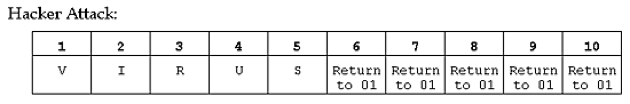 Hacker Attack:
1 2 3 4 5 6 7 8 9 10
V I R U S Return Return Return Return Return
to 01 to 01 to 01 to 01 to 01